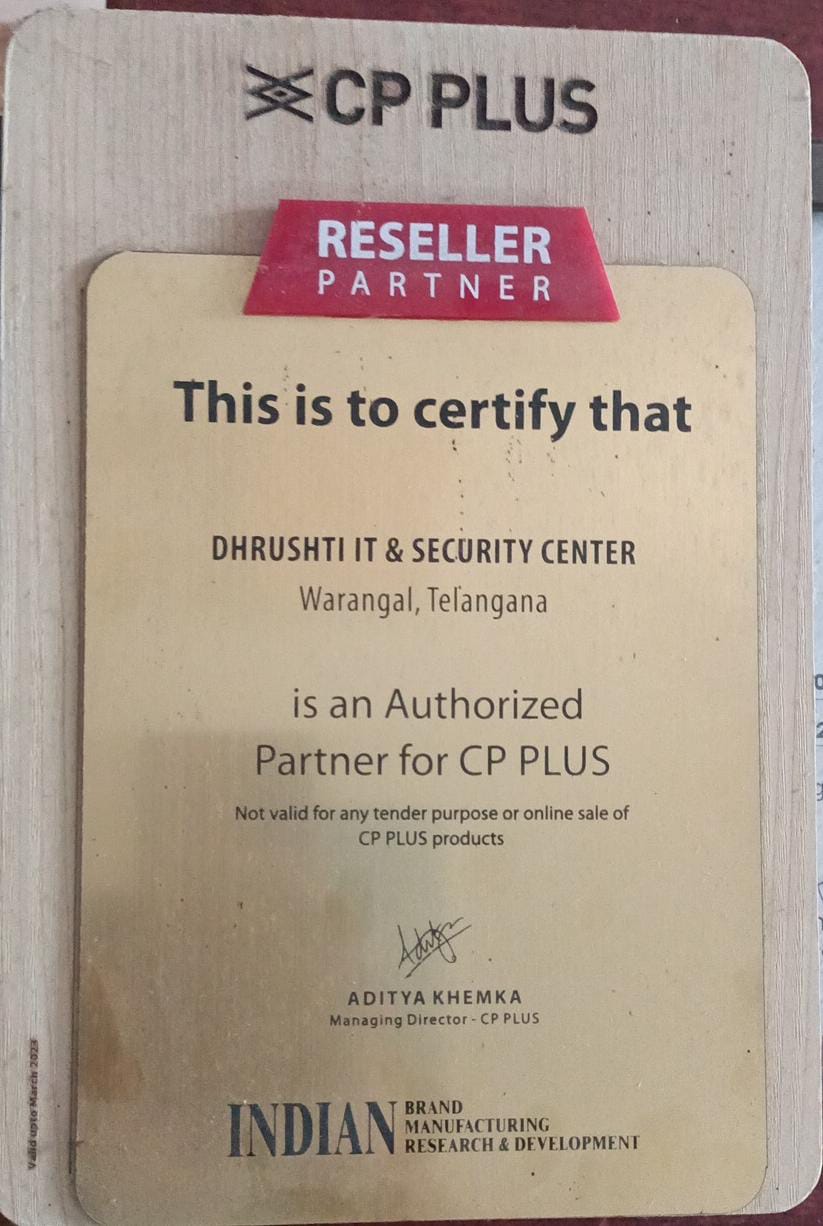 CP PLUS
RESELLER
PARTNER
This is to certify that
DHRUSHTI IT & SECURITY CENTER
Warangal, Telangana
is an Authorized
Partner for CP PLUS
Not valid for any tender purpose or online sale of
CP PLUS products
ADITYA KHEMKA
Managing Director - CP PLUS
INDIAN
BRAND
MANUFACTURING
RESEARCH & DEVELOPMENT
Valid upto March 2023